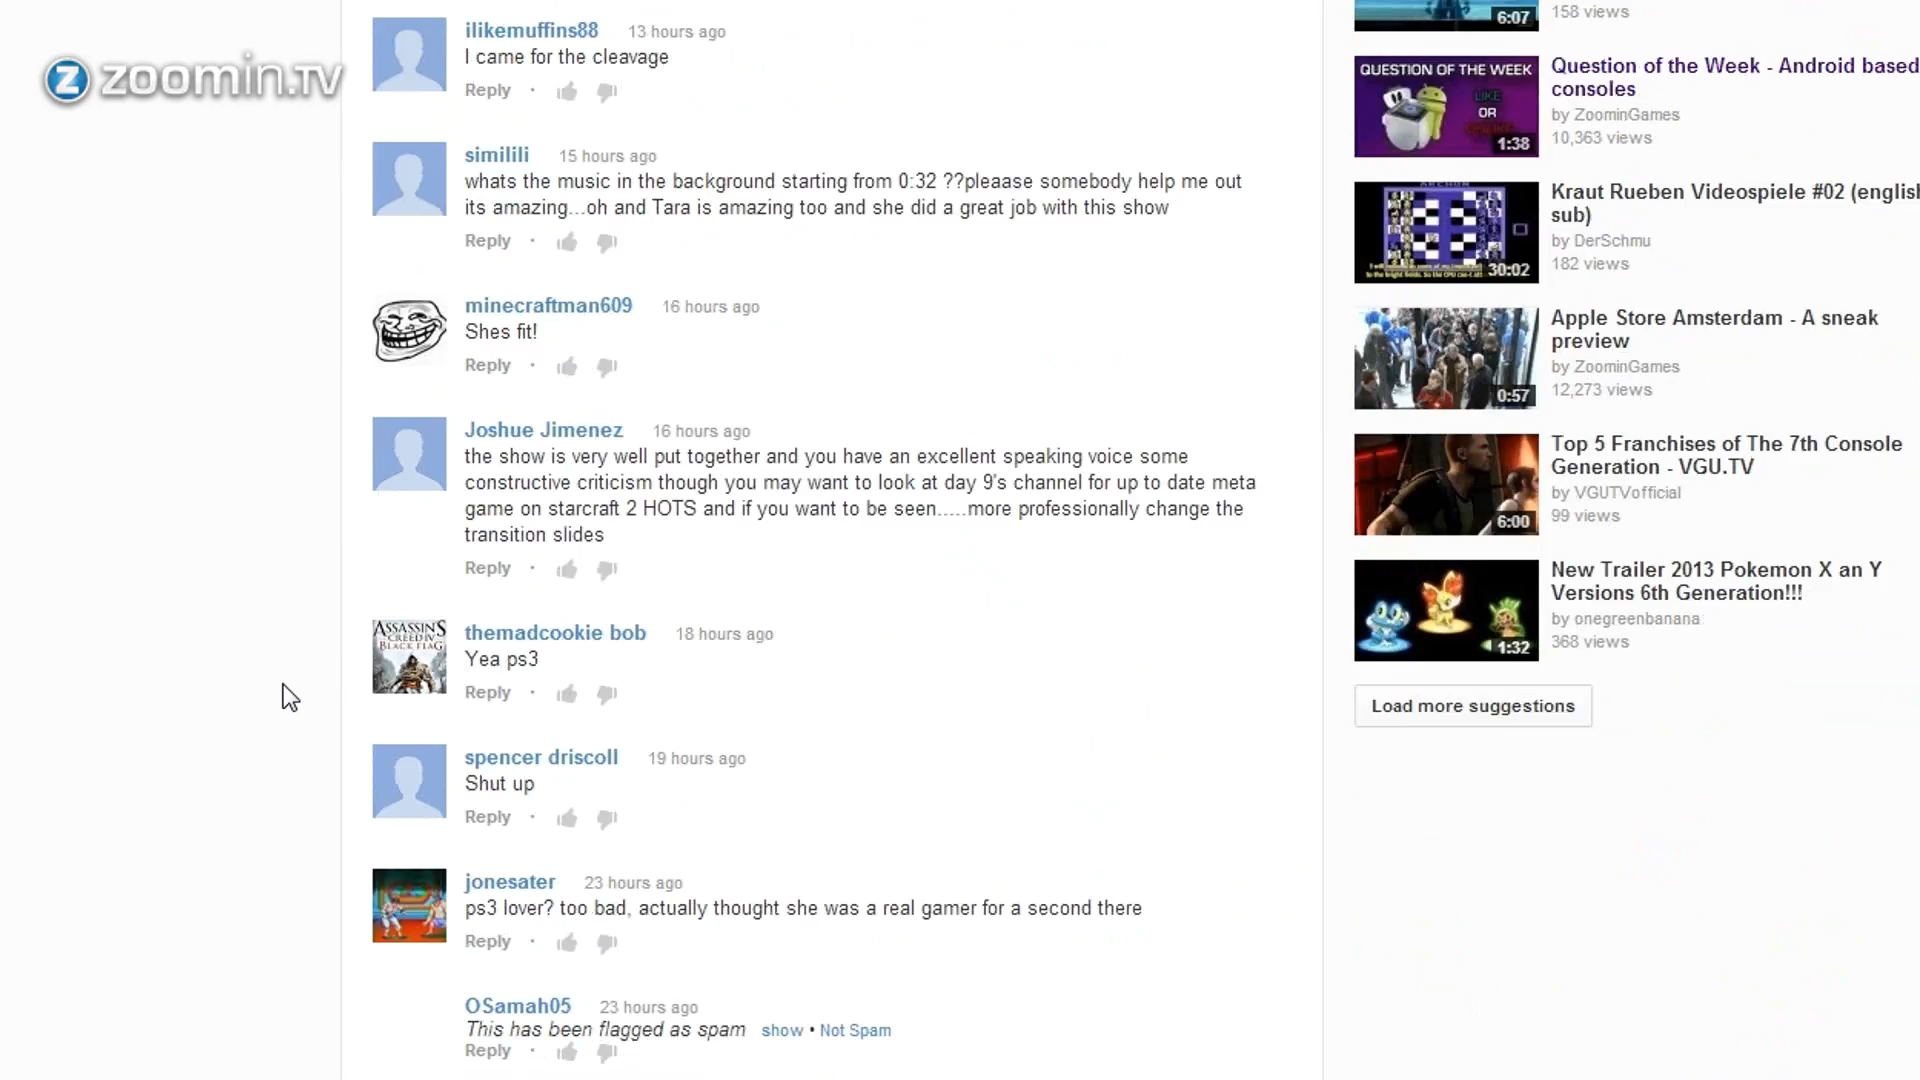 zoomin.TV
ilikemuffins88 13 hours ago
I came for the cleavage
Reply
similili 15 hours ago
whats the music in the background starting from 0:32 ??pleaase somebody help me out
its amazing...oh and Tara is amazing too and she did a great job with this show
Reply
minecraftman609 16 hours ago
Shes fit!
Reply
Joshue Jimenez 16 hours ago
the show is very well put together and you have an excellent speaking voice some
constructive criticism though you may want to look at day 9's channel for up to date meta
game on starcraft 2 HOTS and if you want to be seen.....more professionally change the
transition slides
Reply
ASSASSIN'S
CREED IV
BLACK FLAG
themadcookie bob 18 hours ago
Yea ps3
Reply
spencer driscoll 19 hours ago
Shut up
Reply
jonesater 23 hours ago
ps3 lover? too bad, actually thought she was a real gamer for a second there
Reply
OSamah05 23 hours ago
This has been flagged as spam show • Not Spam
Reply
6:07
158 views
QUESTION OF THE WEEK
LIKE
OR
1:38
Question of the Week - Android based
consoles
by ZoominGames
10,363 views
30:02
Kraut Rueben Videospiele #02 (english
sub)
by DerSchmu
182 views
0:57
Apple Store Amsterdam - A sneak
preview
by ZoominGames
12,273 views
6:00
Top 5 Franchises of The 7th Console
Generation - VGU.TV
by VGUTVofficial
99 views
1:32
New Trailer 2013 Pokemon X an Y
Versions 6th Generation!!!
by onegreenbanana
368 views
Load more suggestions